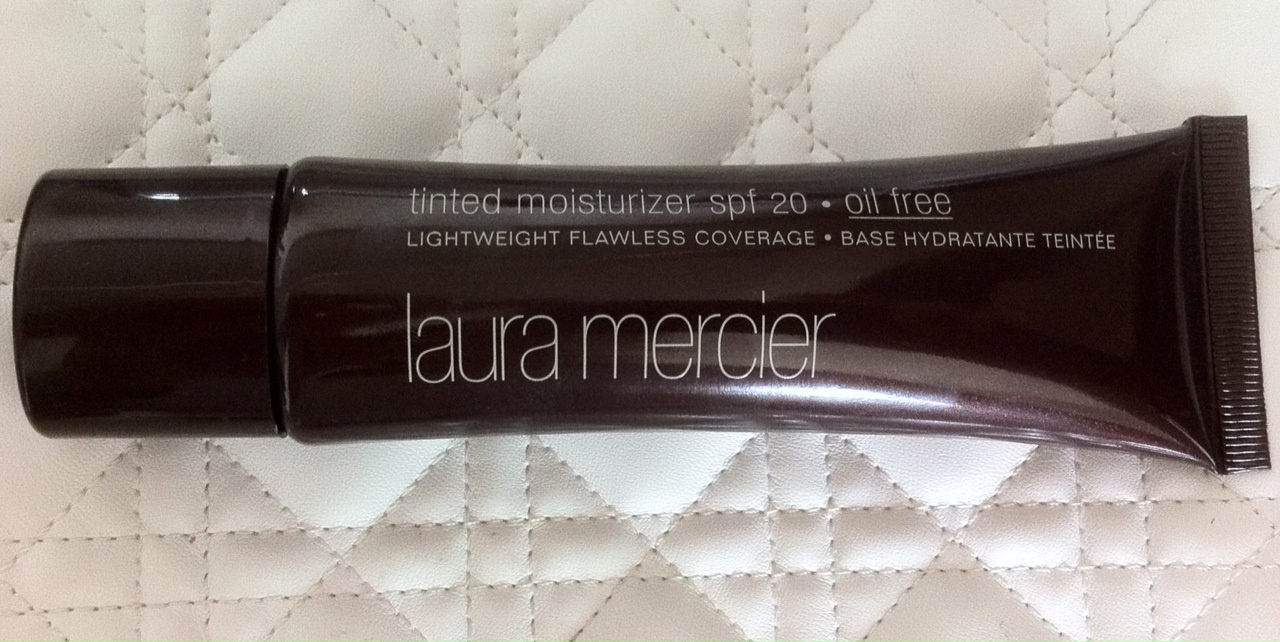 tinted moisturizer spf 20 • oil free
LIGHTWEIGHT FLAWLESS COVERAGE • BASE HYDRATANTE TEINTÉE
laura mercier